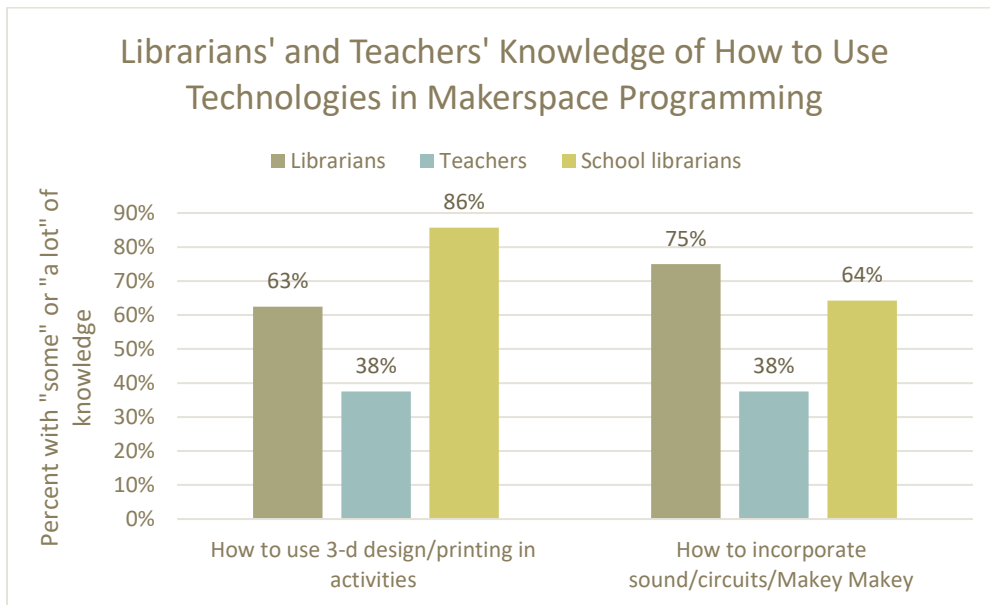 Librarians' and Teachers' Knowledge of How to Use
Technologies in Makerspace Programming
Librarians Teachers School librarians
Percent with "some" or "a lot" of
knowledge
90%
80%
70%
60%
50%
40%
30%
20%
10%
0%
63%
38%
86%
75%
38%
64%
How to use 3-d design/printing in
activities
How to incorporate
sound/circuits/Makey Makey